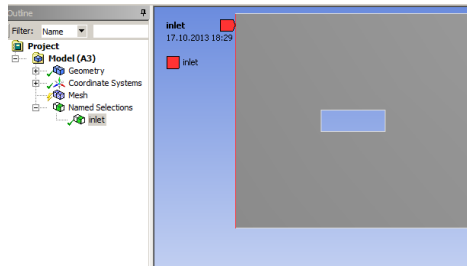 Outline
Filter: Name
Project
Model (A3)
Geometry
Coordinate Systems
Mesh
Named Selections
inlet
inlet
17.10.2013 18:29
inlet